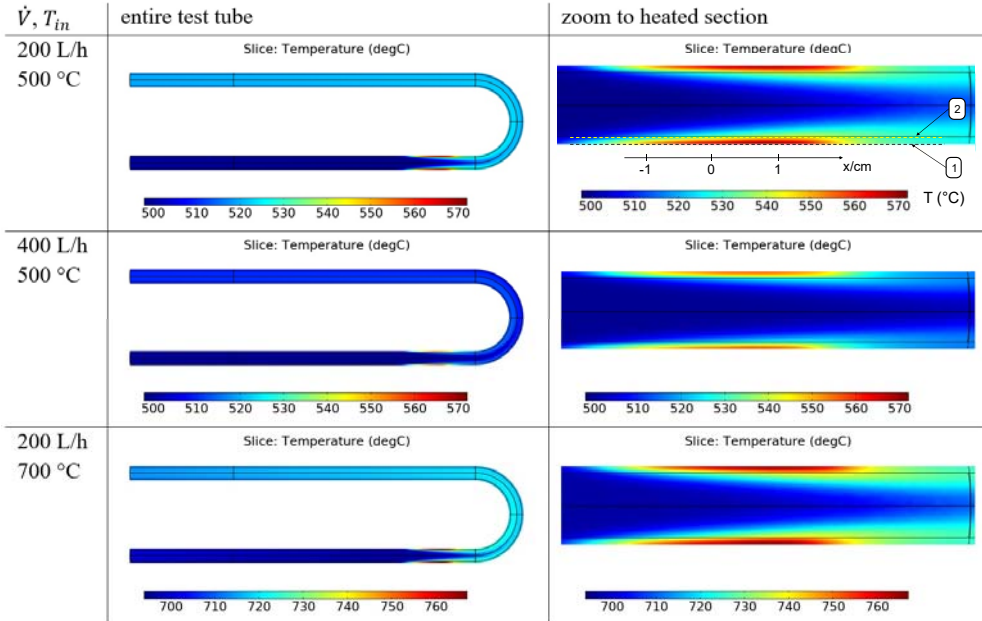 V̇, T_in entire test tube zoom to heated section
200 L/h
500 °C
Slice: Temperature (degC)
500 510 520 530 540 550 560 570
Slice: Temperature (degC)
2
1
-1 0 1 x/cm
500 510 520 530 540 550 560 570 T (°C)
400 L/h
500 °C
Slice: Temperature (degC)
500 510 520 530 540 550 560 570
Slice: Temperature (degC)
500 510 520 530 540 550 560 570
200 L/h
700 °C
Slice: Temperature (degC)
700 710 720 730 740 750 760
Slice: Temperature (degC)
700 710 720 730 740 750 760